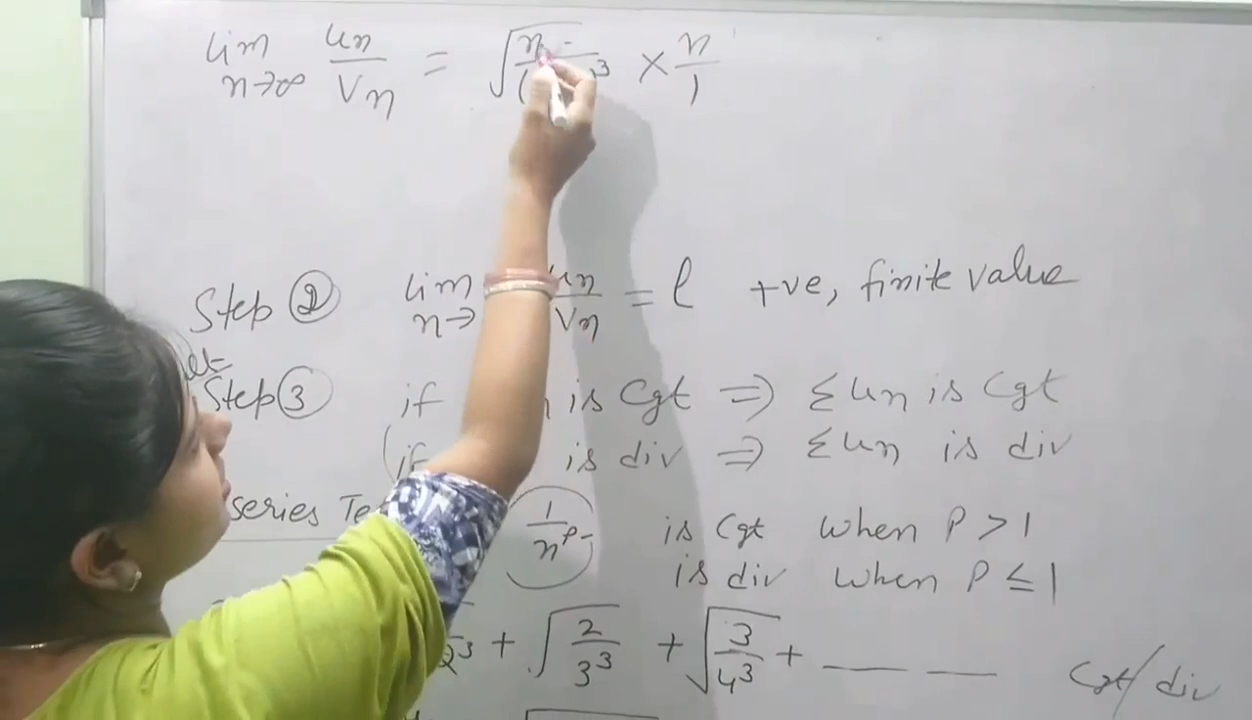 lim n→∞ un/vn = √(n/( ³) × n/1
Step ② lim n→ un/vn = l +ve, finite value
Step ③ if n is Cgt ⇒ Σun is Cgt
(if is div ⇒ Σun is div
series Te 1/n^p is Cgt when P > 1
is div when P ≤ 1
2³ + √(2/3³) + √(3/4³) + — — Cgt/div